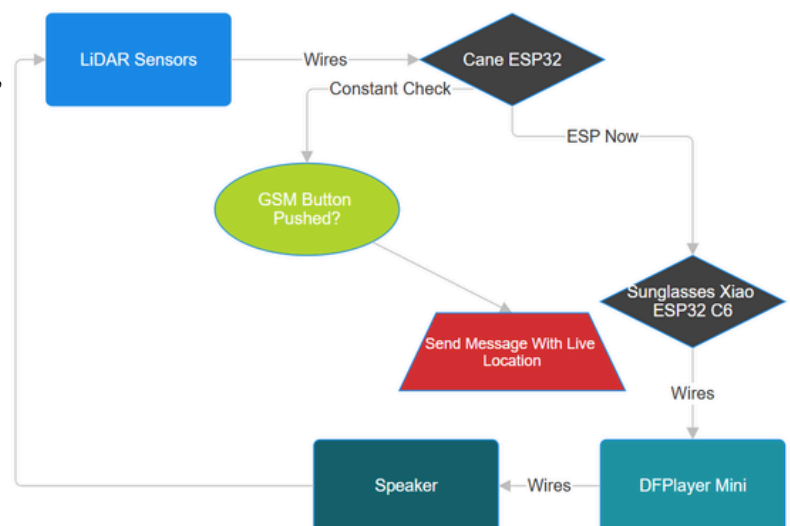 LiDAR Sensors
Wires
Cane ESP32
Constant Check
ESP Now
GSM Button
Pushed?
Sunglasses Xiao
ESP32 C6
Send Message With Live
Location
Wires
Speaker
Wires
DFPlayer Mini